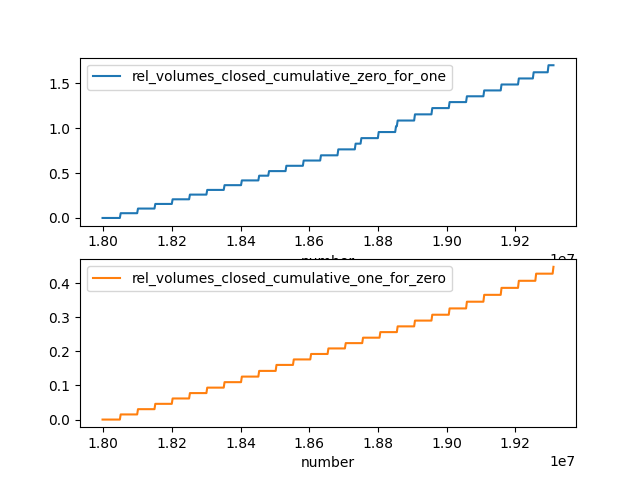 rel_volumes_closed_cumulative_zero_for_one
1.5
1.0
0.5
0.0
1.80 1.82 1.84 1.86 1.88 1.90 1.92
number 1e7
rel_volumes_closed_cumulative_one_for_zero
0.4
0.3
0.2
0.1
0.0
1.80 1.82 1.84 1.86 1.88 1.90 1.92
number 1e7